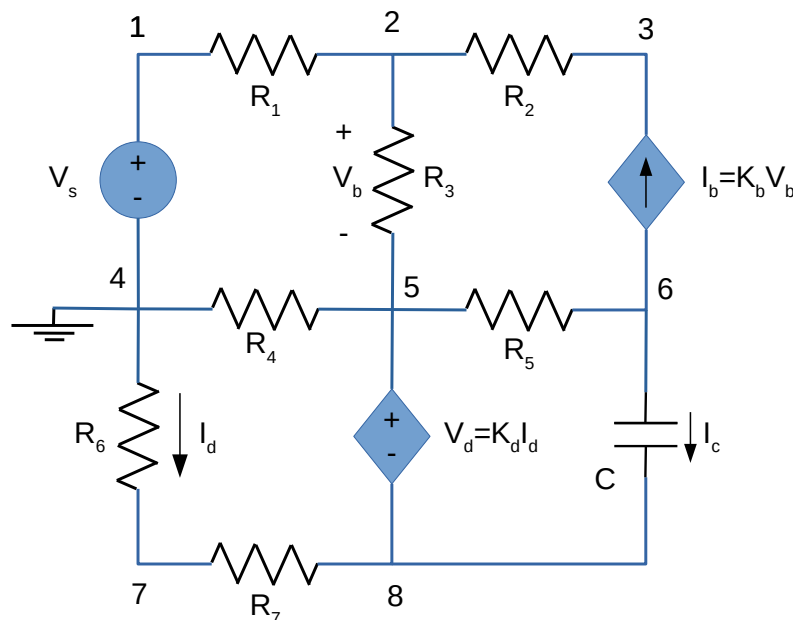 1
2
3
R1
R2
+
Vb
-
R3
Vs
+
-
Ib=KbVb
4
5
6
R4
R5
R6
Id
+
-
Vd=KdId
Ic
C
7
8
R7